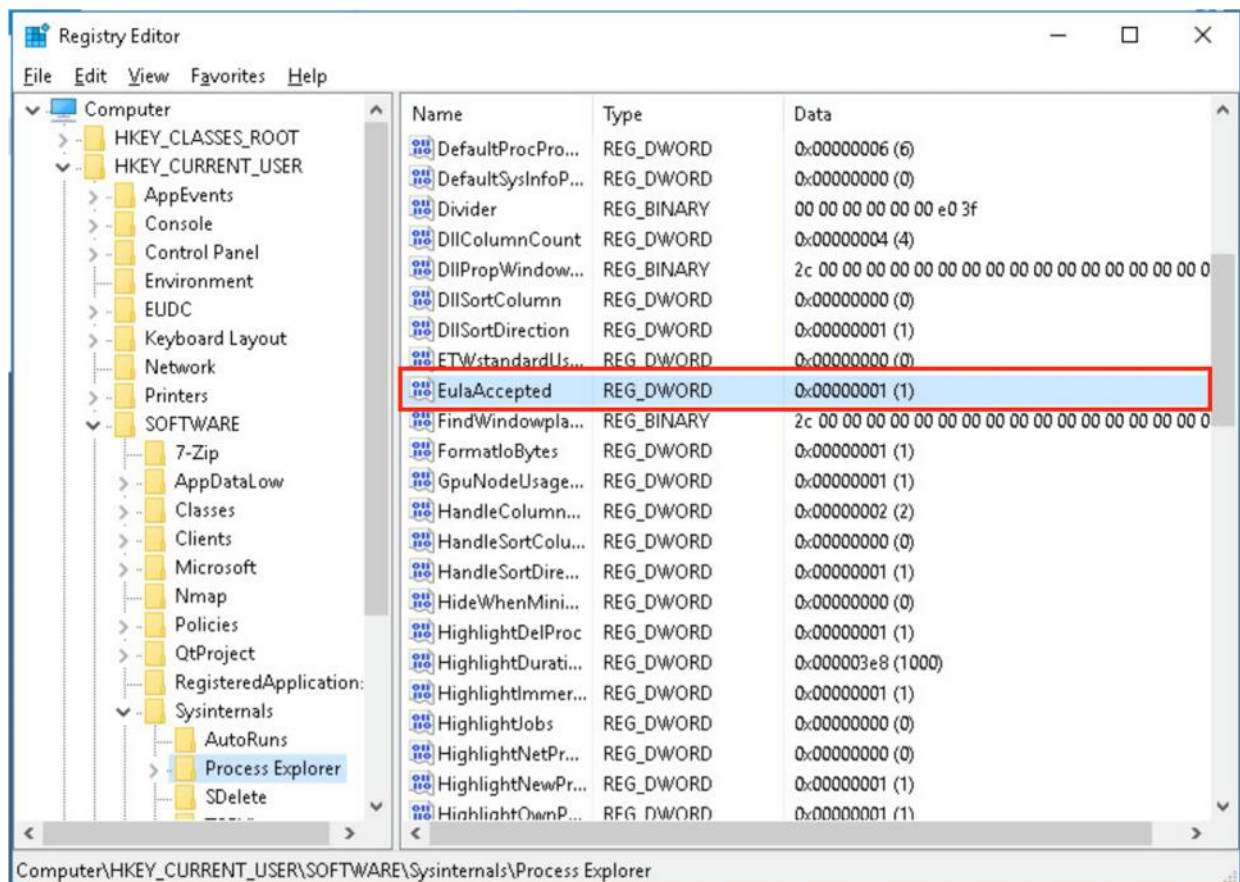 Registry Editor
File Edit View Favorites Help
Computer
HKEY_CLASSES_ROOT
HKEY_CURRENT_USER
AppEvents
Console
Control Panel
Environment
EUDC
Keyboard Layout
Network
Printers
SOFTWARE
7-Zip
AppDataLow
Classes
Clients
Microsoft
Nmap
Policies
QtProject
RegisteredApplication:
Sysinternals
AutoRuns
Process Explorer
SDelete
Name Type Data
DefaultProcPro... REG_DWORD 0x00000006 (6)
DefaultSysInfoP... REG_DWORD 0x00000000 (0)
Divider REG_BINARY 00 00 00 00 00 00 e0 3f
DllColumnCount REG_DWORD 0x00000004 (4)
DllPropWindow... REG_BINARY 2c 00 00 00 00 00 00 00 00 00 00 00 00 00 00 00 0
DllSortColumn REG_DWORD 0x00000000 (0)
DllSortDirection REG_DWORD 0x00000001 (1)
ETWstandardUs... REG_DWORD 0x00000000 (0)
EulaAccepted REG_DWORD 0x00000001 (1)
FindWindowpla... REG_BINARY 2c 00 00 00 00 00 00 00 00 00 00 00 00 00 00 00 0
FormatIoBytes REG_DWORD 0x00000001 (1)
GpuNodeUsage... REG_DWORD 0x00000001 (1)
HandleColumn... REG_DWORD 0x00000002 (2)
HandleSortColu... REG_DWORD 0x00000000 (0)
HandleSortDire... REG_DWORD 0x00000001 (1)
HideWhenMini... REG_DWORD 0x00000000 (0)
HighlightDelProc REG_DWORD 0x00000001 (1)
HighlightDurati... REG_DWORD 0x000003e8 (1000)
HighlightImmer... REG_DWORD 0x00000001 (1)
HighlightJobs REG_DWORD 0x00000000 (0)
HighlightNetPr... REG_DWORD 0x00000000 (0)
HighlightNewPr... REG_DWORD 0x00000001 (1)
HighlightOwnP... REG_DWORD 0x00000001 (1)
Computer\HKEY_CURRENT_USER\SOFTWARE\Sysinternals\Process Explorer